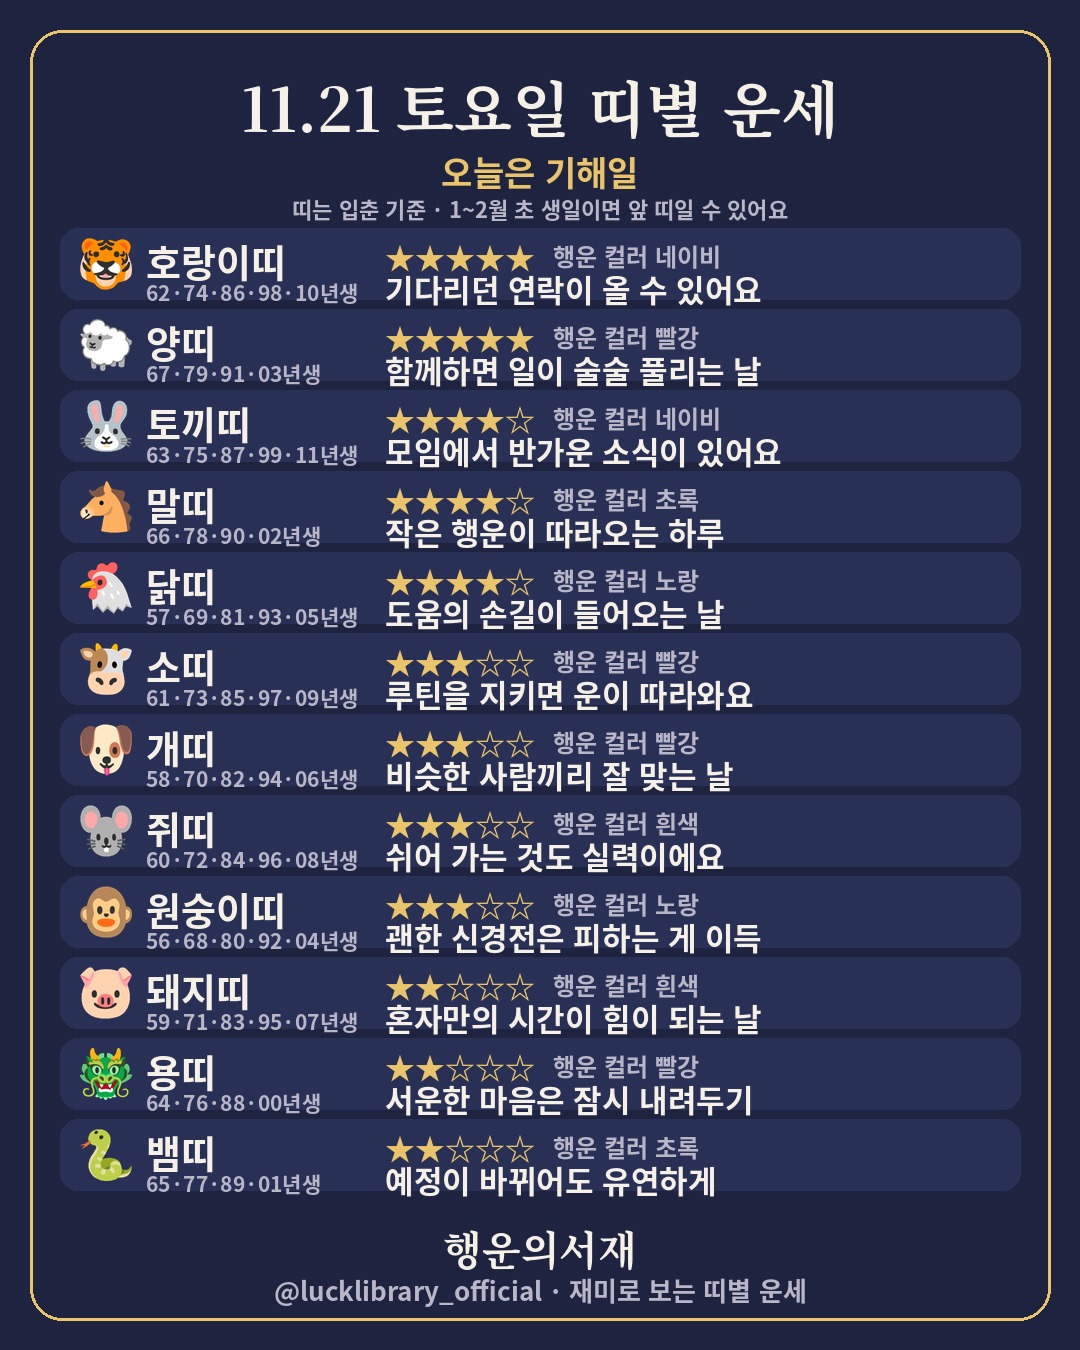 11.21 토요일 띠별 운세
오늘은 기해일
띠는 입춘 기준 · 1~2월 초 생일이면 앞 띠일 수 있어요
호랑이띠 ★★★★★ 행운 컬러 네이비
62·74·86·98·10년생 기다리던 연락이 올 수 있어요
양띠 ★★★★★ 행운 컬러 빨강
67·79·91·03년생 함께하면 일이 술술 풀리는 날
토끼띠 ★★★★☆ 행운 컬러 네이비
63·75·87·99·11년생 모임에서 반가운 소식이 있어요
말띠 ★★★★☆ 행운 컬러 초록
66·78·90·02년생 작은 행운이 따라오는 하루
닭띠 ★★★★☆ 행운 컬러 노랑
57·69·81·93·05년생 도움의 손길이 들어오는 날
소띠 ★★★☆☆ 행운 컬러 빨강
61·73·85·97·09년생 루틴을 지키면 운이 따라와요
개띠 ★★★☆☆ 행운 컬러 빨강
58·70·82·94·06년생 비슷한 사람끼리 잘 맞는 날
쥐띠 ★★★☆☆ 행운 컬러 흰색
60·72·84·96·08년생 쉬어 가는 것도 실력이에요
원숭이띠 ★★★☆☆ 행운 컬러 노랑
56·68·80·92·04년생 괜한 신경전은 피하는 게 이득
돼지띠 ★★☆☆☆ 행운 컬러 흰색
59·71·83·95·07년생 혼자만의 시간이 힘이 되는 날
용띠 ★★☆☆☆ 행운 컬러 빨강
64·76·88·00년생 서운한 마음은 잠시 내려두기
뱀띠 ★★☆☆☆ 행운 컬러 초록
65·77·89·01년생 예정이 바뀌어도 유연하게
행운의서재
@lucklibrary_official · 재미로 보는 띠별 운세